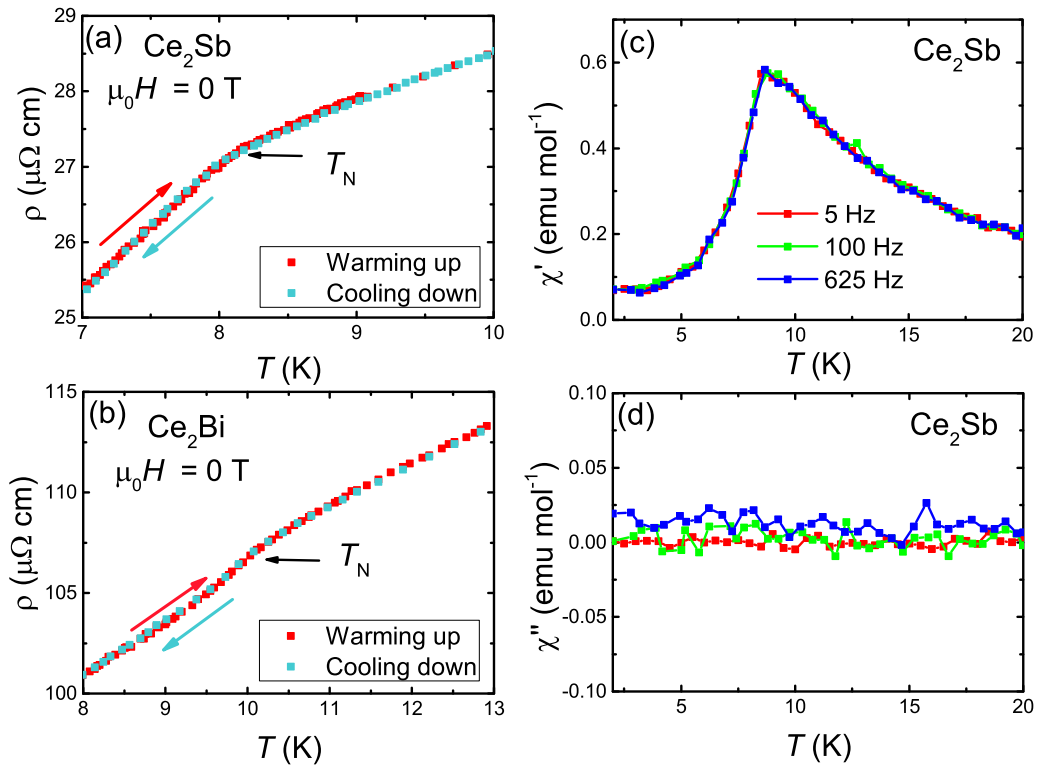 (a)
Ce₂Sb
μ₀H = 0 T
T_N
Warming up
Cooling down
29
28
27
26
25
7
8
9
10
ρ (μΩ cm)
T (K)
(b)
Ce₂Bi
μ₀H = 0 T
T_N
Warming up
Cooling down
115
110
105
100
8
9
10
11
12
13
ρ (μΩ cm)
T (K)
(c)
Ce₂Sb
5 Hz
100 Hz
625 Hz
0.6
0.4
0.2
0.0
5
10
15
20
χ' (emu mol⁻¹)
T (K)
(d)
Ce₂Sb
0.10
0.05
0.00
-0.05
-0.10
5
10
15
20
χ" (emu mol⁻¹)
T (K)